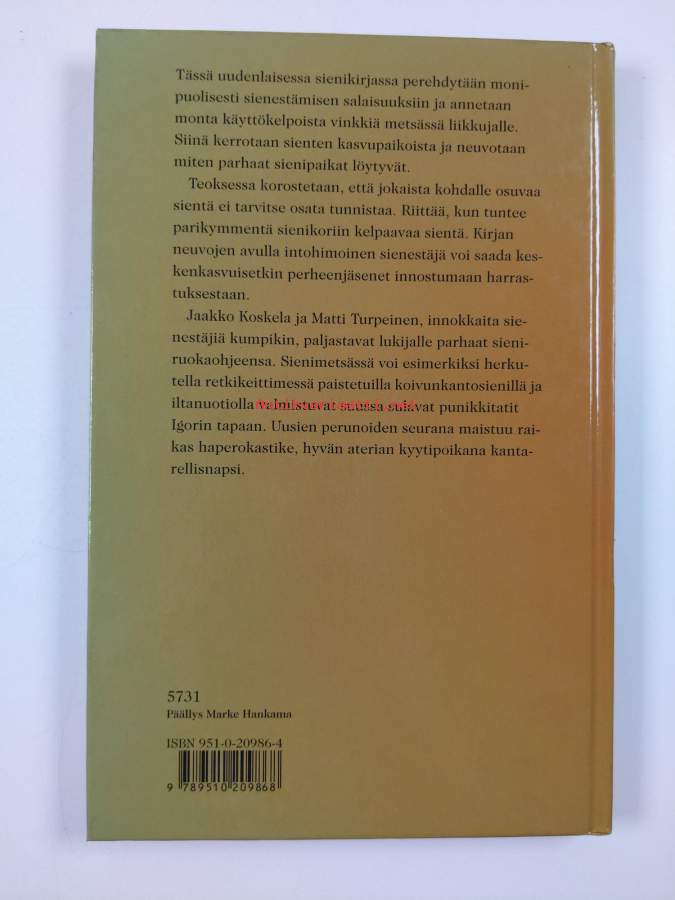 Tässä uudenlaisessa sienikirjassa perehdytään moni-
puolisesti sienestämisen salaisuuksiin ja annetaan
monta käyttökelpoista vinkkiä metsässä liikkujalle.
Siinä kerrotaan sienten kasvupaikoista ja neuvotaan
miten parhaat sienipaikat löytyvät.
Teoksessa korostetaan, että jokaista kohdalle osuvaa
sientä ei tarvitse osata tunnistaa. Riittää, kun tuntee
parikymmentä sienikoriin kelpaavaa sientä. Kirjan
neuvojen avulla intohimoinen sienestäjä voi saada kes-
kenkasvuisetkin perheenjäsenet innostumaan harras-
tuksestaan.
Jaakko Koskela ja Matti Turpeinen, innokkaita sie-
nestäjiä kumpikin, paljastavat lukijalle parhaat sieni-
ruokaohjeensa. Sienimetsässä voi esimerkiksi herku-
tella retkikeittimessä paistetuilla koivunkantosienillä ja
iltanuotiolla valmistuvat suussa sulavat punikkitatit
Igorin tapaan. Uusien perunoiden seurana maistuu rai-
kas haperokastike, hyvän aterian kyytipoikana kanta-
rellisnapsi.
5731
Päällys Marke Hankama
ISBN 951-0-20986-4
9 789510 209868